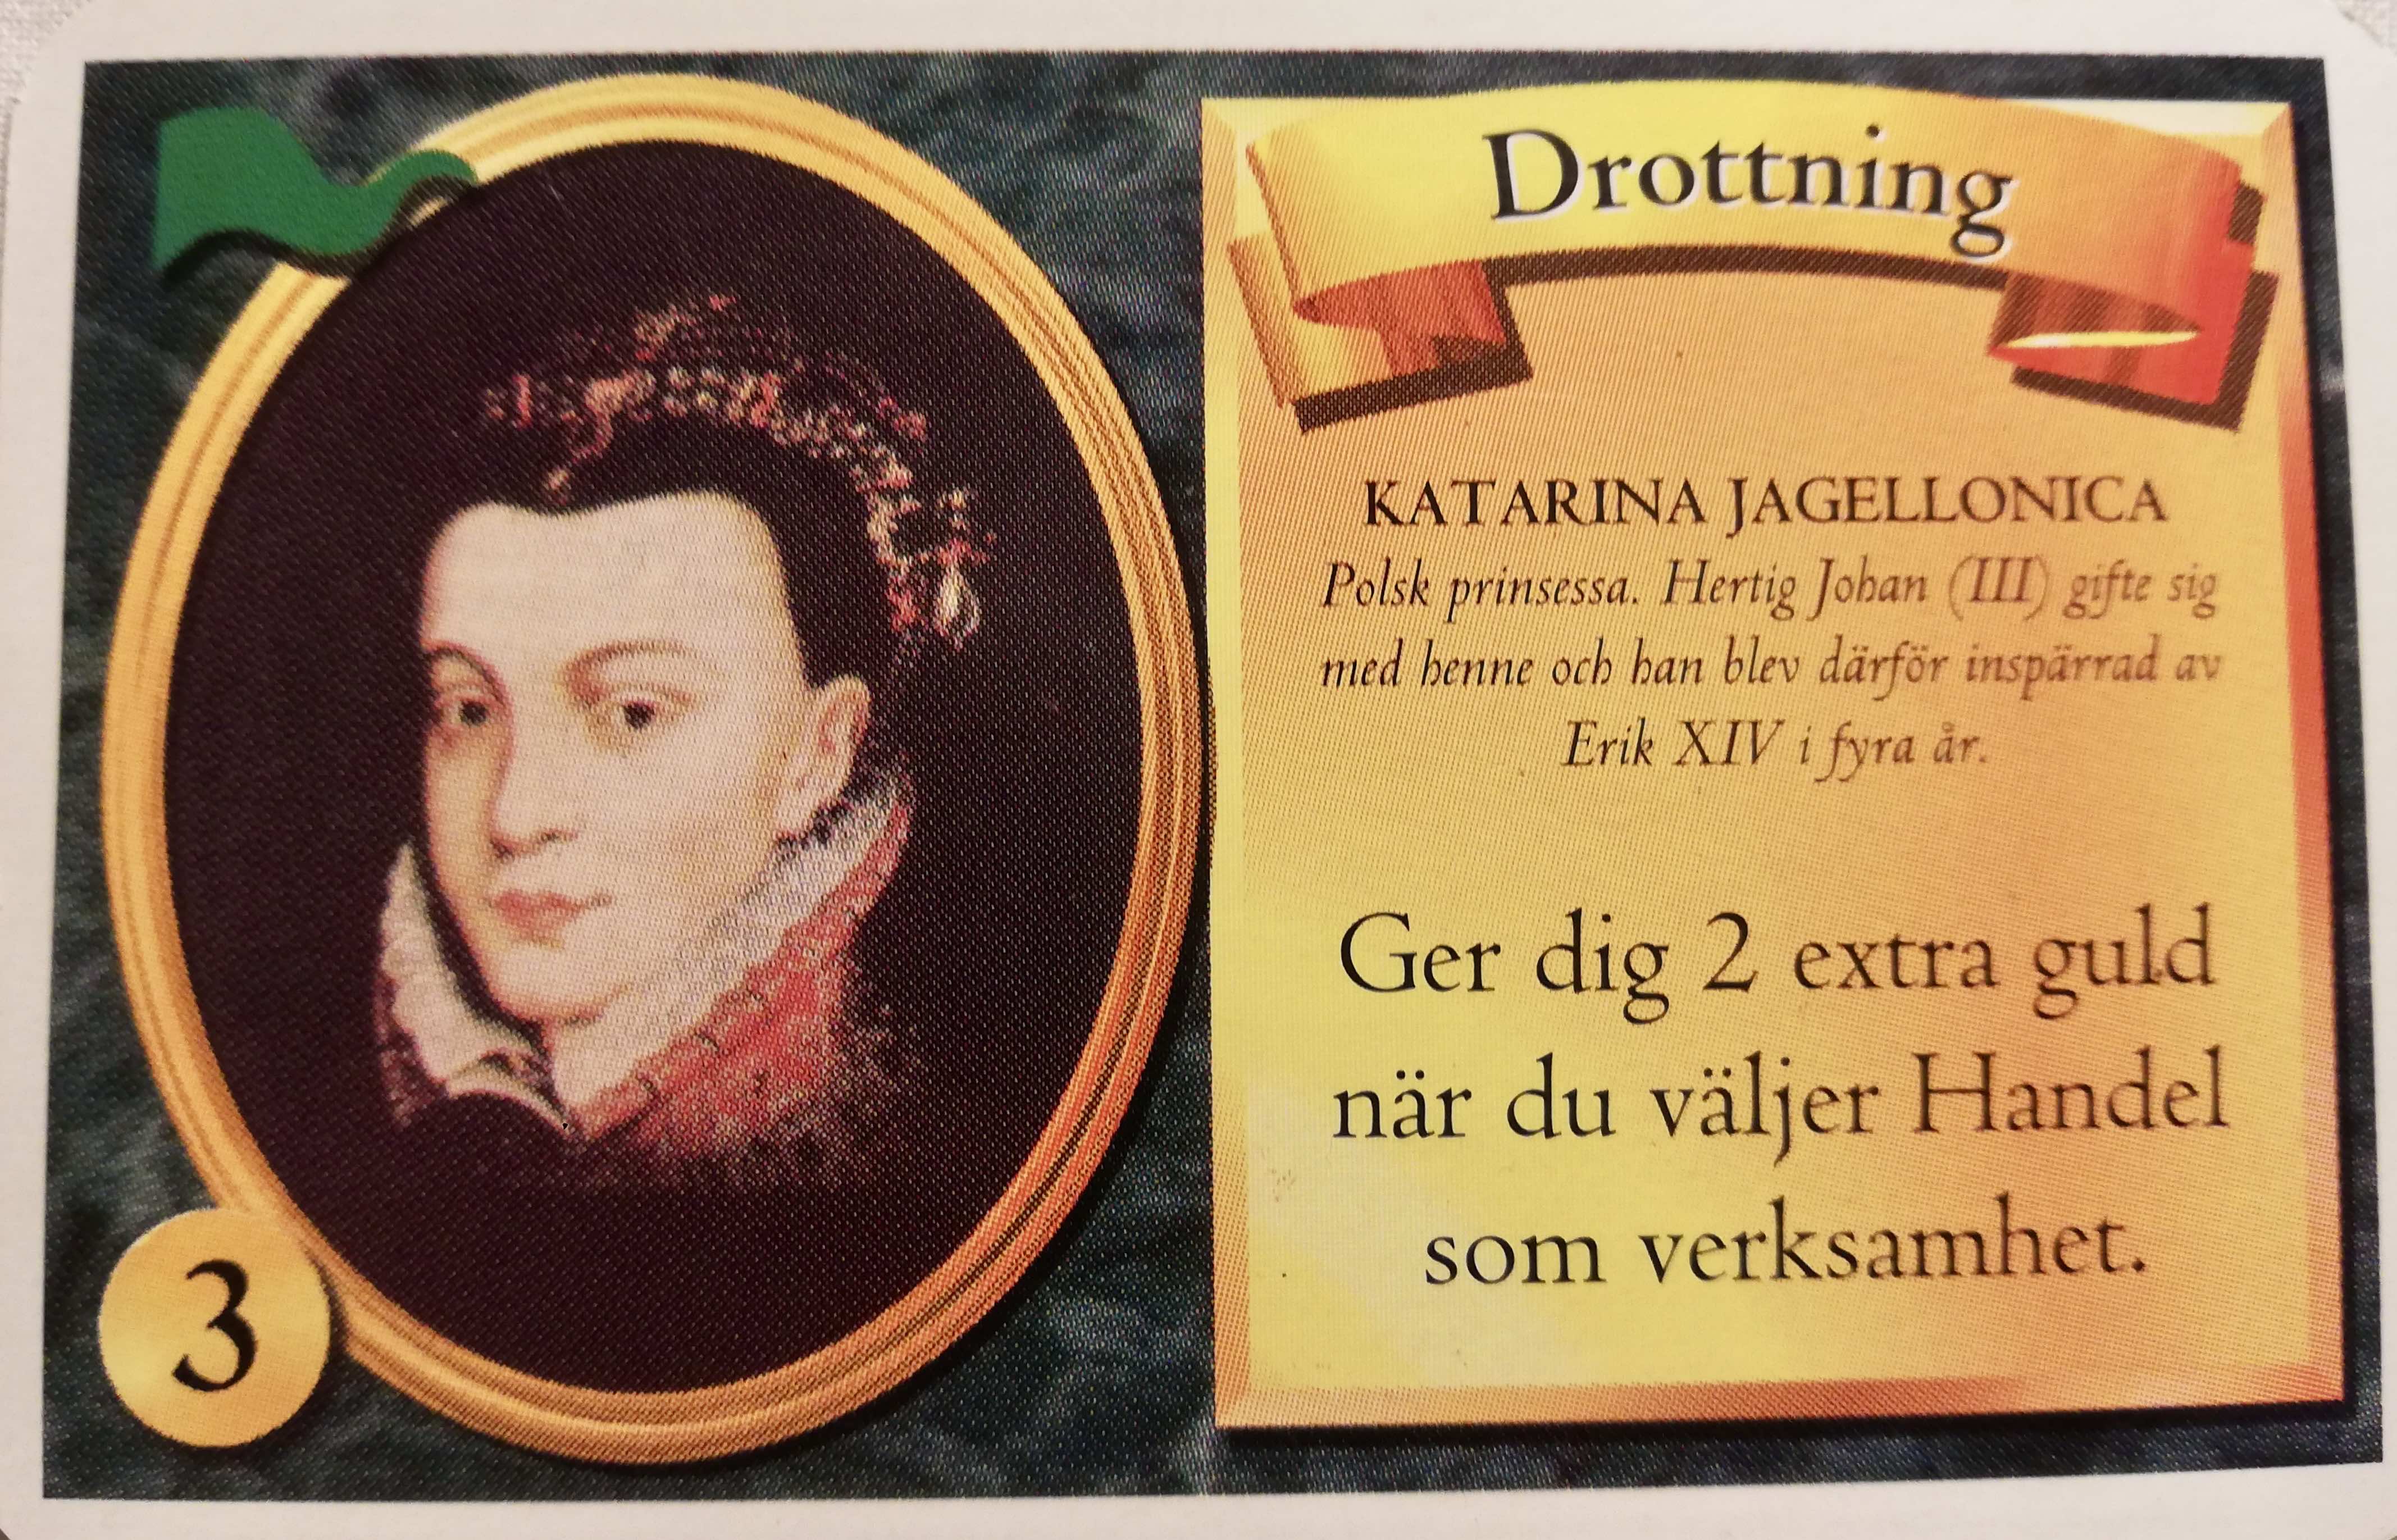 Drottning
KATARINA JAGELLONICA
Polsk prinsessa. Hertig Johan (III) gifte sig
med henne och han blev därför inspärrad av
Erik XIV i fyra år.
Ger dig 2 extra guld
när du väljer Handel
som verksamhet.
3